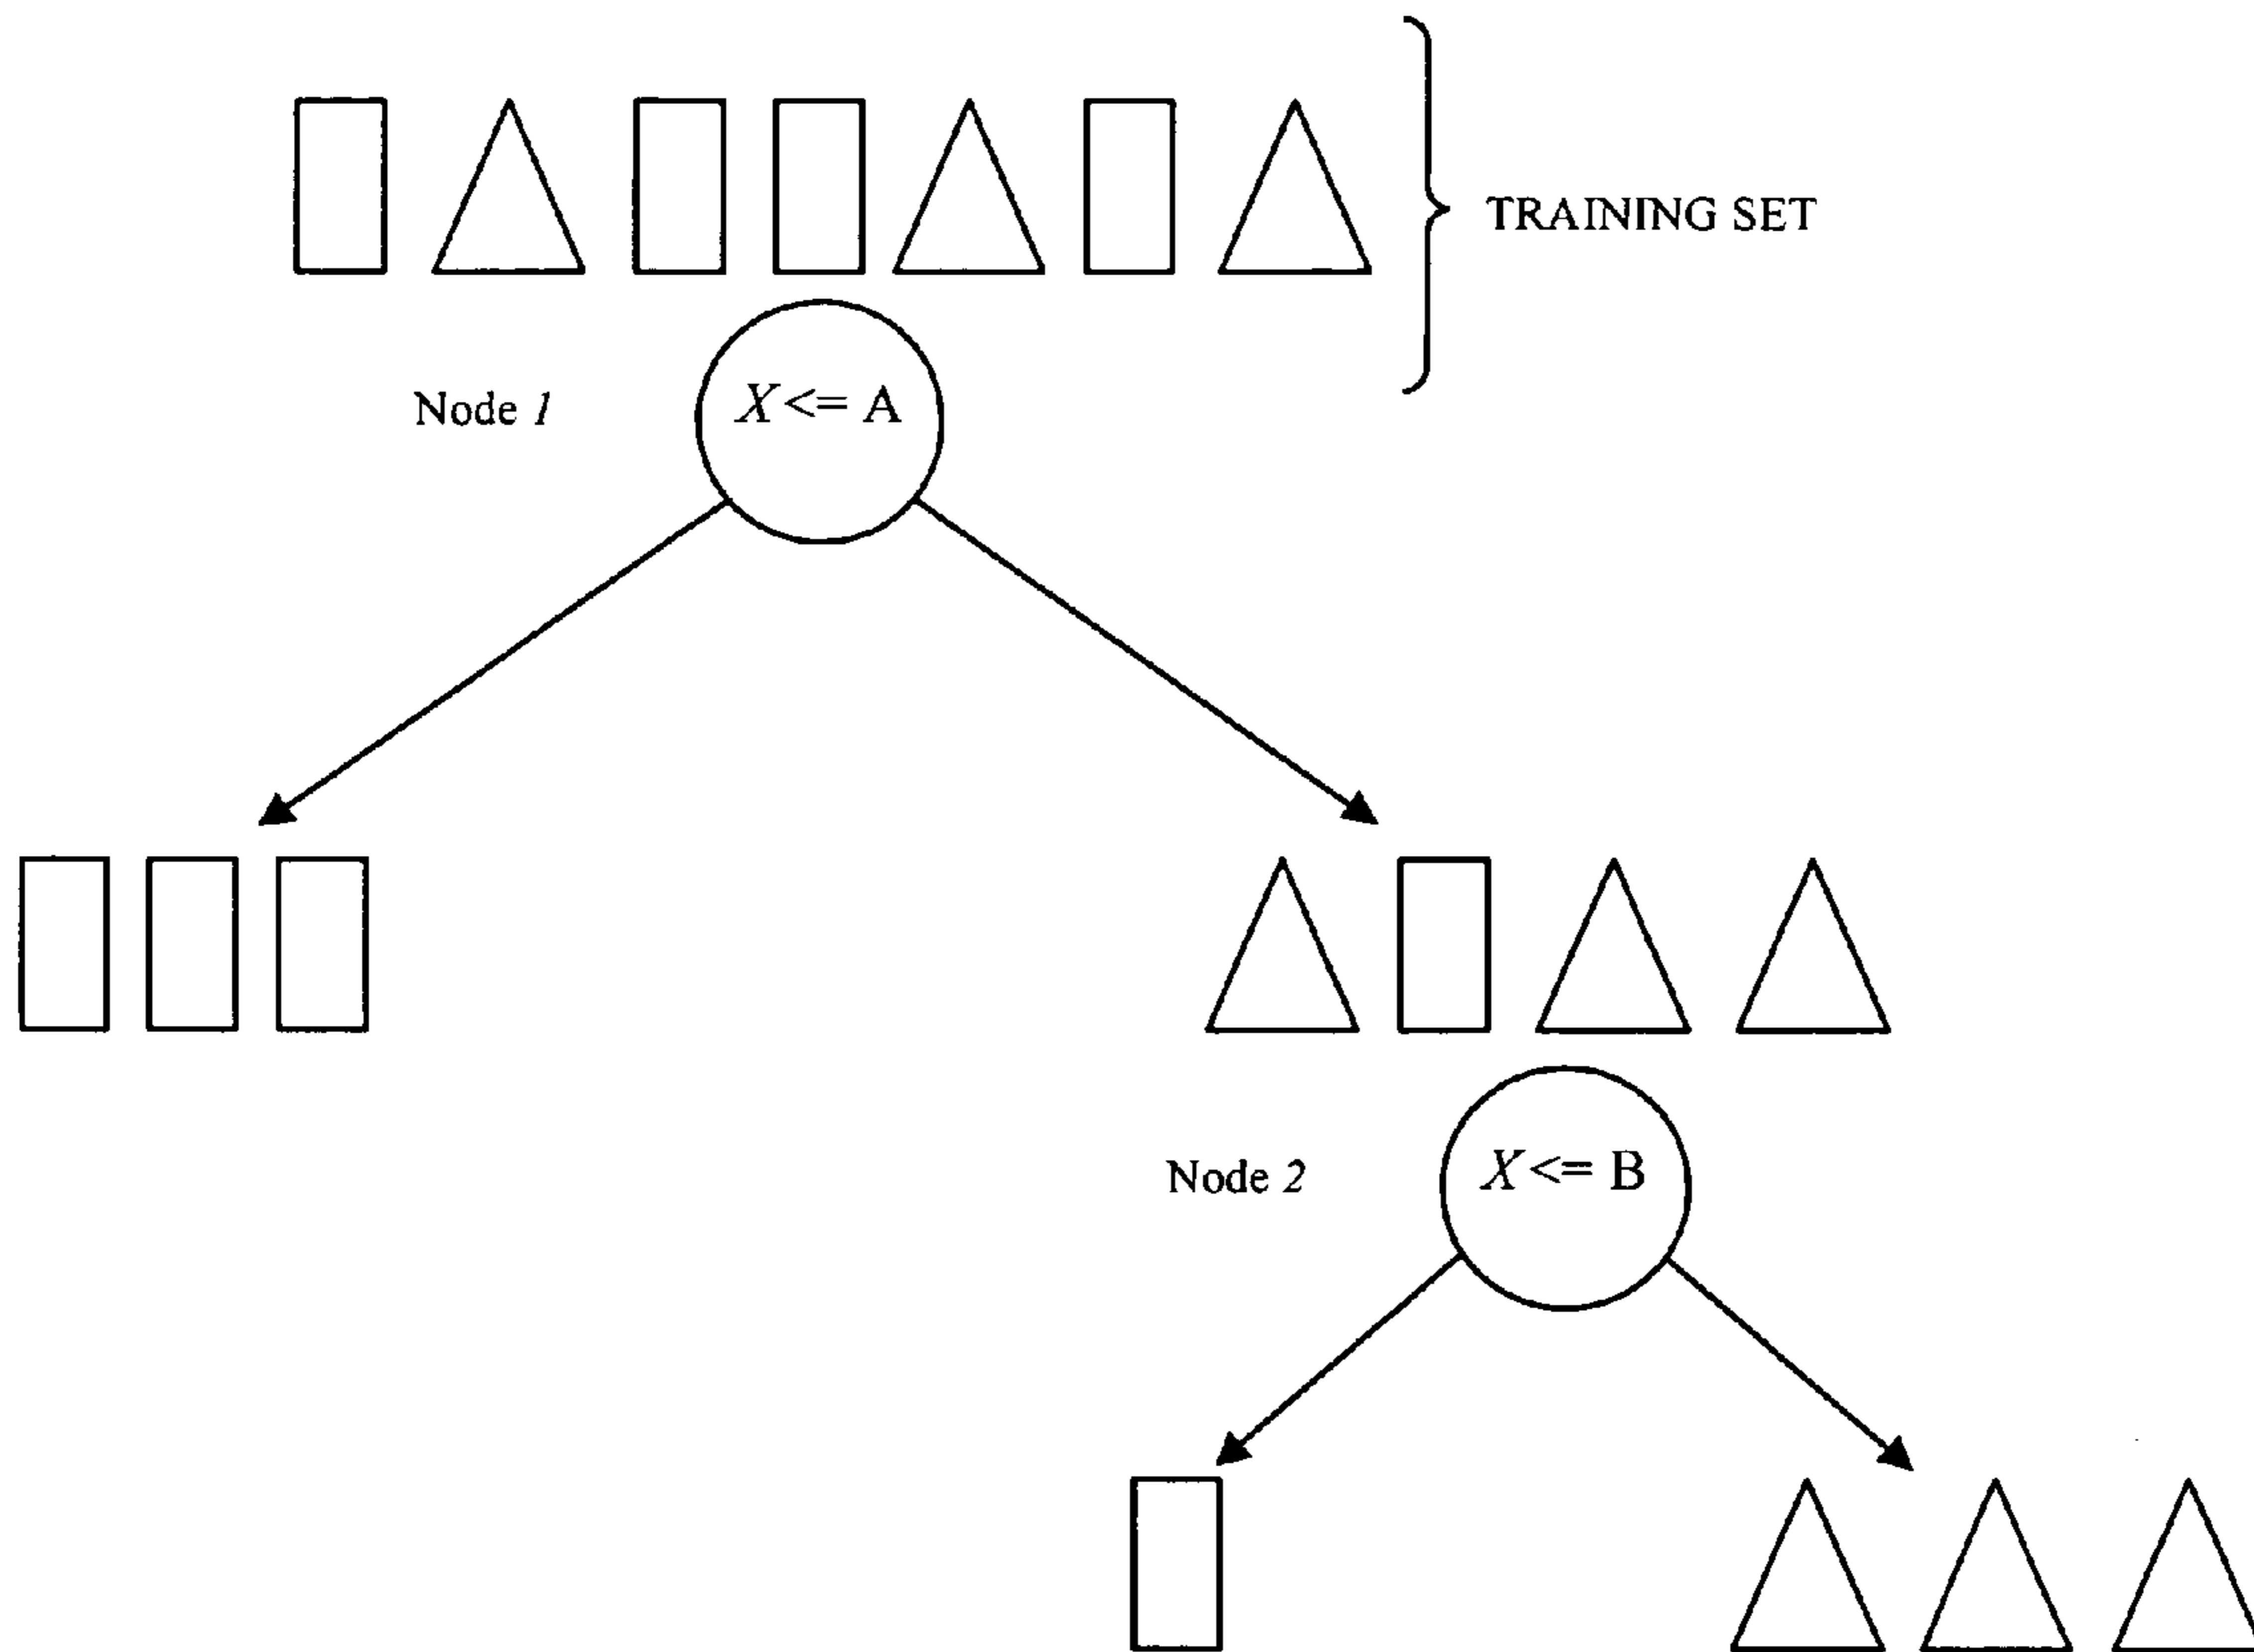 TRAINING SET
Node 1
X <= A
Node 2
X <= B